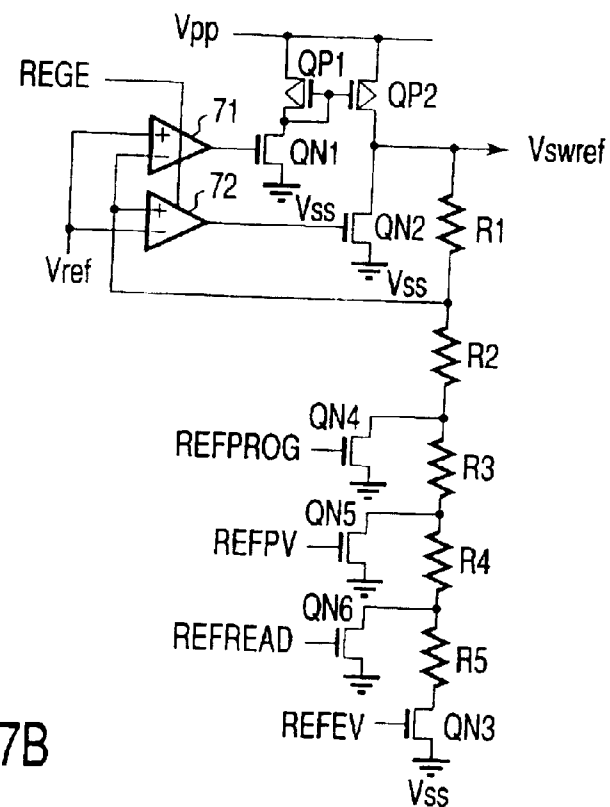 Vpp
QP1
QP2
REGE
71
+
−
QN1
Vswref
72
Vss
+
−
QN2
R1
Vref
Vss
R2
QN4
REFPROG
R3
QN5
REFPV
R4
QN6
REFREAD
R5
REFEV
QN3
7B
Vss